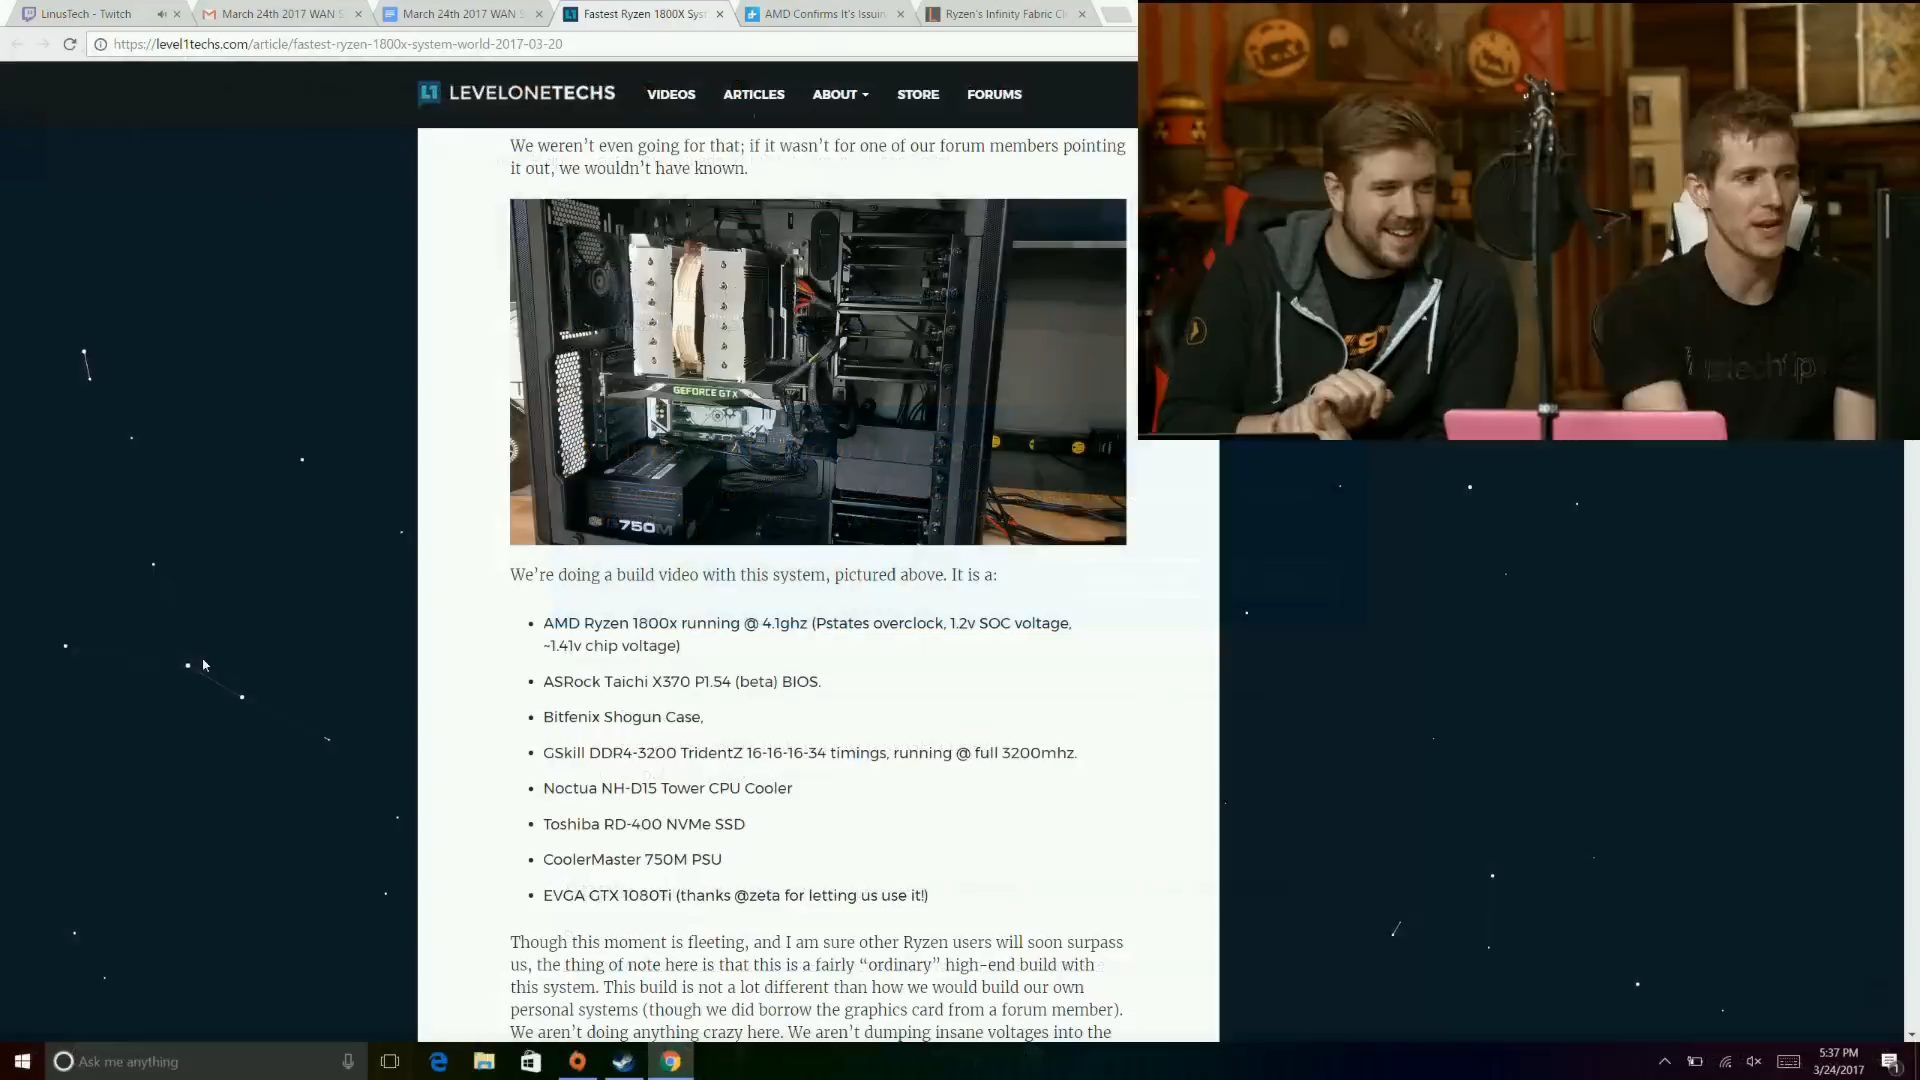 LinusTech - Twitch
March 24th 2017 WAN S
March 24th 2017 WAN S
Fastest Ryzen 1800X Sys
AMD Confirms It's Issuin
Ryzen's Infinity Fabric C
https://level1techs.com/article/fastest-ryzen-1800x-system-world-2017-03-20
L1 LEVELONETECHS VIDEOS ARTICLES ABOUT STORE FORUMS
We weren't even going for that; if it wasn't for one of our forum members pointing
it out, we wouldn't have known.
GEFORCE GTX
750M
We're doing a build video with this system, pictured above. It is a:
• AMD Ryzen 1800x running @ 4.1ghz (Pstates overclock, 1.2v SOC voltage,
~1.41v chip voltage)
• ASRock Taichi X370 P1.54 (beta) BIOS.
• Bitfenix Shogun Case,
• GSkill DDR4-3200 TridentZ 16-16-16-34 timings, running @ full 3200mhz.
• Noctua NH-D15 Tower CPU Cooler
• Toshiba RD-400 NVMe SSD
• CoolerMaster 750M PSU
• EVGA GTX 1080Ti (thanks @zeta for letting us use it!)
Though this moment is fleeting, and I am sure other Ryzen users will soon surpass
us, the thing of note here is that this is a fairly “ordinary” high-end build with
this system. This build is not a lot different than how we would build our own
personal systems (though we did borrow the graphics card from a forum member).
We aren't doing anything crazy here. We aren't dumping insane voltages into the
Ask me anything
5:37 PM
3/24/2017